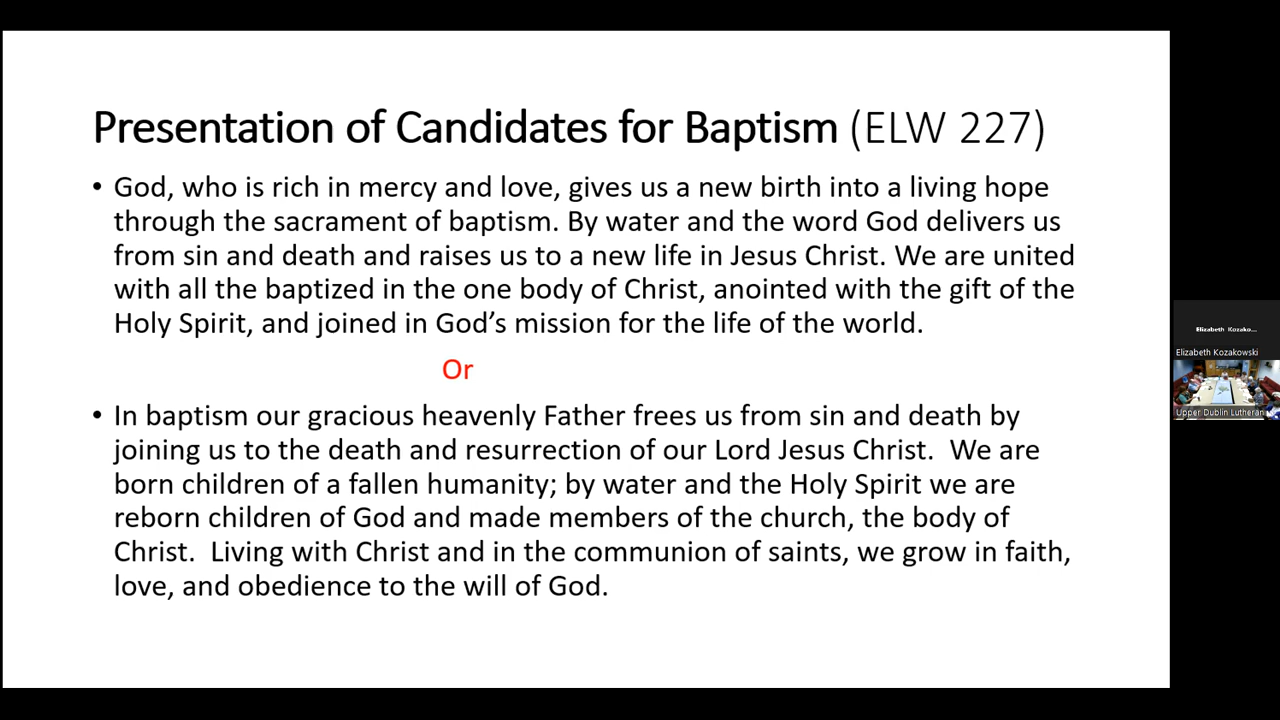 Presentation of Candidates for Baptism (ELW 227)
• God, who is rich in mercy and love, gives us a new birth into a living hope
through the sacrament of baptism. By water and the word God delivers us
from sin and death and raises us to a new life in Jesus Christ. We are united
with all the baptized in the one body of Christ, anointed with the gift of the
Holy Spirit, and joined in God’s mission for the life of the world.
Or
• In baptism our gracious heavenly Father frees us from sin and death by
joining us to the death and resurrection of our Lord Jesus Christ.  We are
born children of a fallen humanity; by water and the Holy Spirit we are
reborn children of God and made members of the church, the body of
Christ.  Living with Christ and in the communion of saints, we grow in faith,
love, and obedience to the will of God.
Elizabeth Kozako...
Elizabeth Kozakowski
Upper Dublin Lutheran